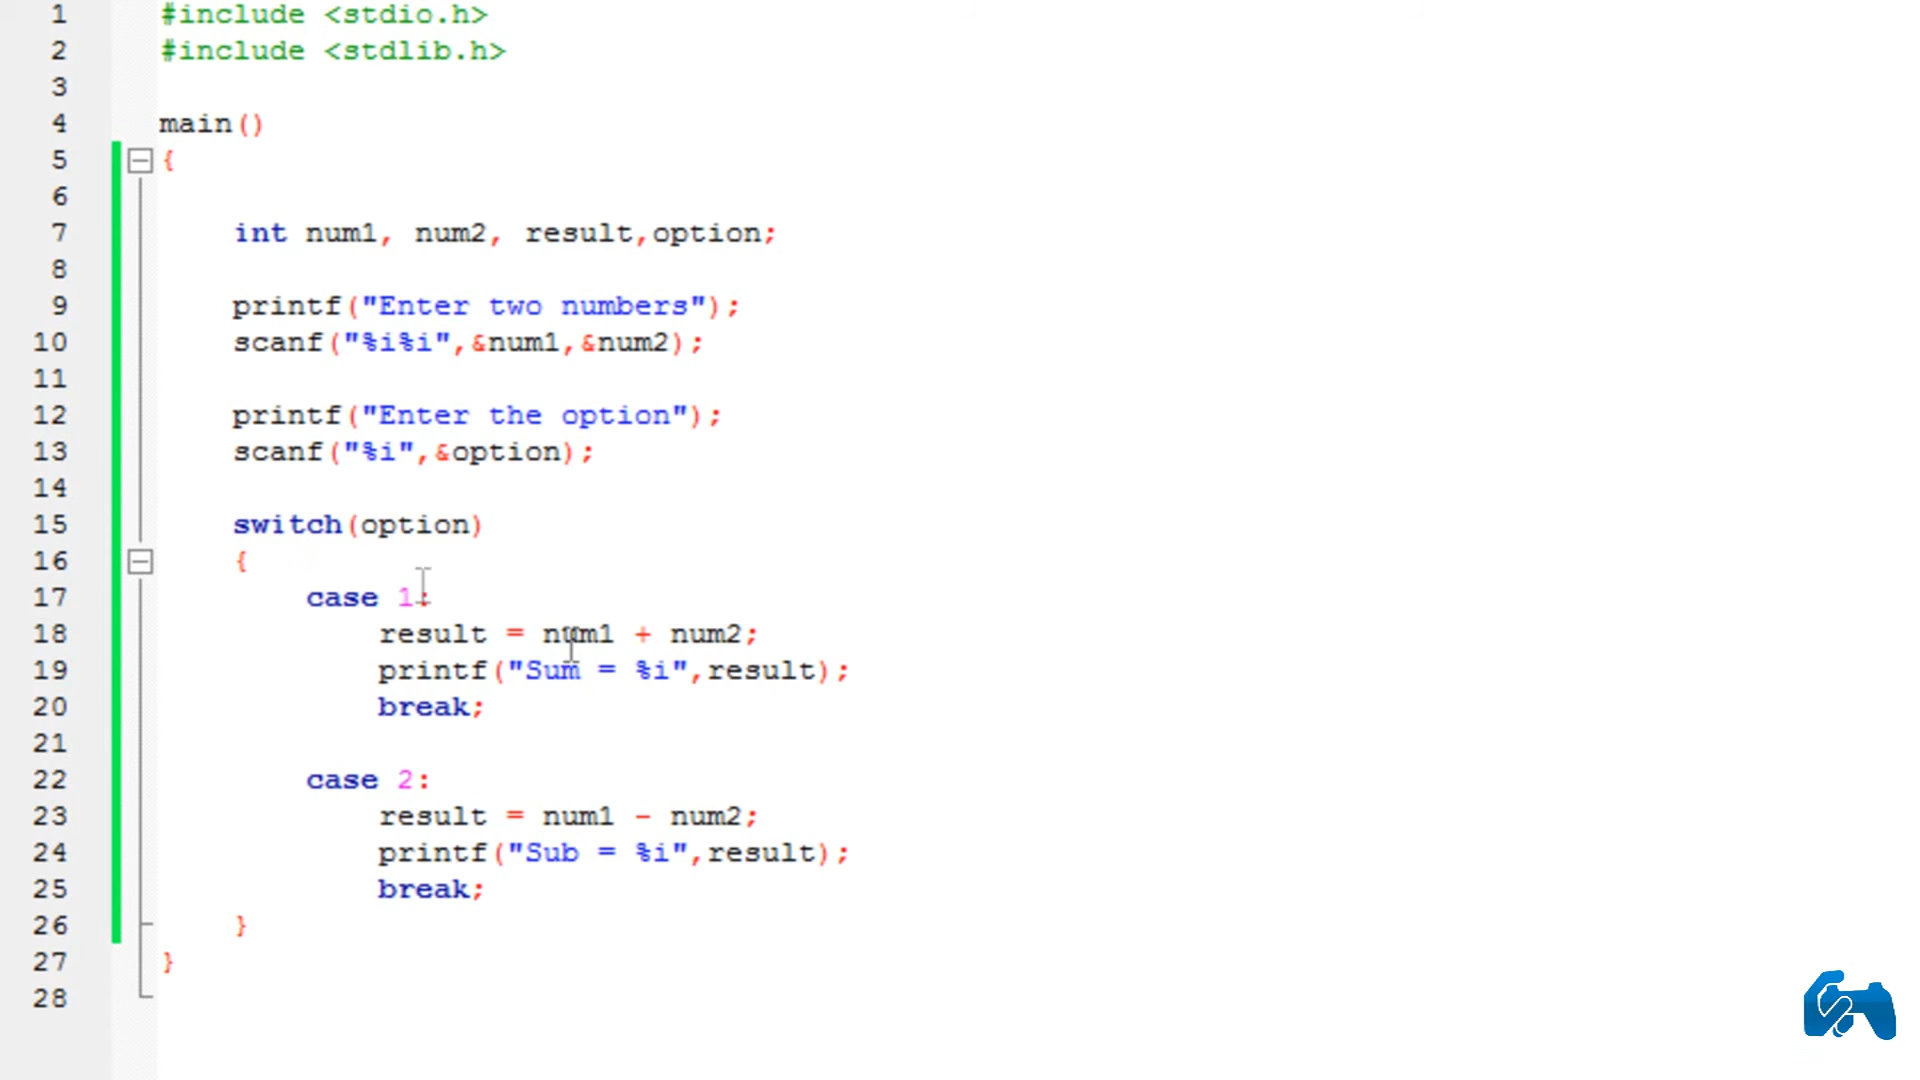 1 #include <stdio.h>
2 #include <stdlib.h>
3
4 main()
5 {
6
7 int num1, num2, result,option;
8
9 printf("Enter two numbers");
10 scanf("%i%i",&num1,&num2);
11
12 printf("Enter the option");
13 scanf("%i",&option);
14
15 switch(option)
16 {
17 case 1:
18 result = num1 + num2;
19 printf("Sum = %i",result);
20 break;
21
22 case 2:
23 result = num1 - num2;
24 printf("Sub = %i",result);
25 break;
26 }
27 }
28